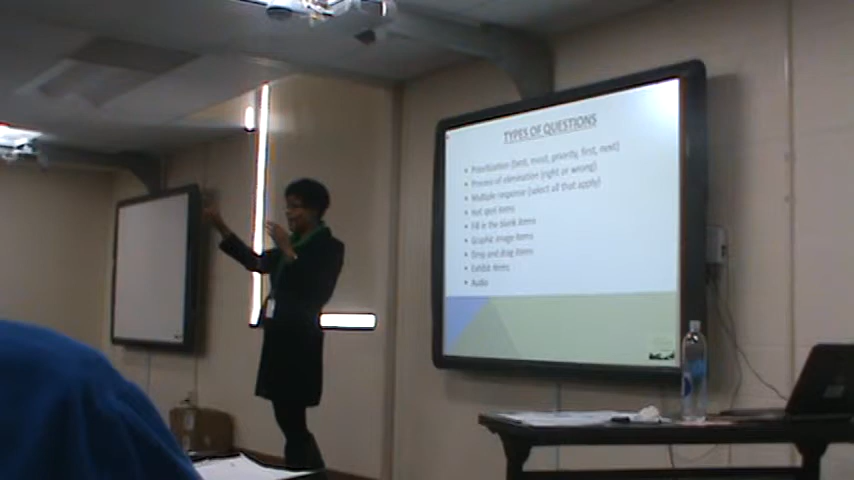 TYPES OF QUESTIONS
• Prioritization (best, most, priority, first, next)
• Process of elimination (right or wrong)
• Multiple response (select all that apply)
• Hot spot items
• Fill in the blank items
• Graphic image items
• Drop and drag items
• Exhibit items
• Audio